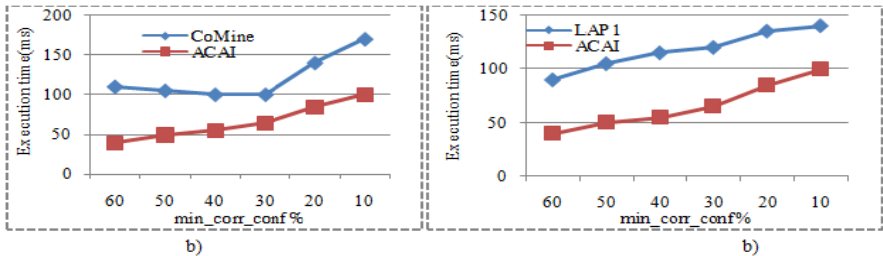 200
150
100
50
0
Execution time(ms)
CoMine
ACAI
60 50 40 30 20 10
min_corr_conf %
b)
150
100
50
0
Execution time(ms)
LAP 1
ACAI
60 50 40 30 20 10
min_corr_conf%
b)